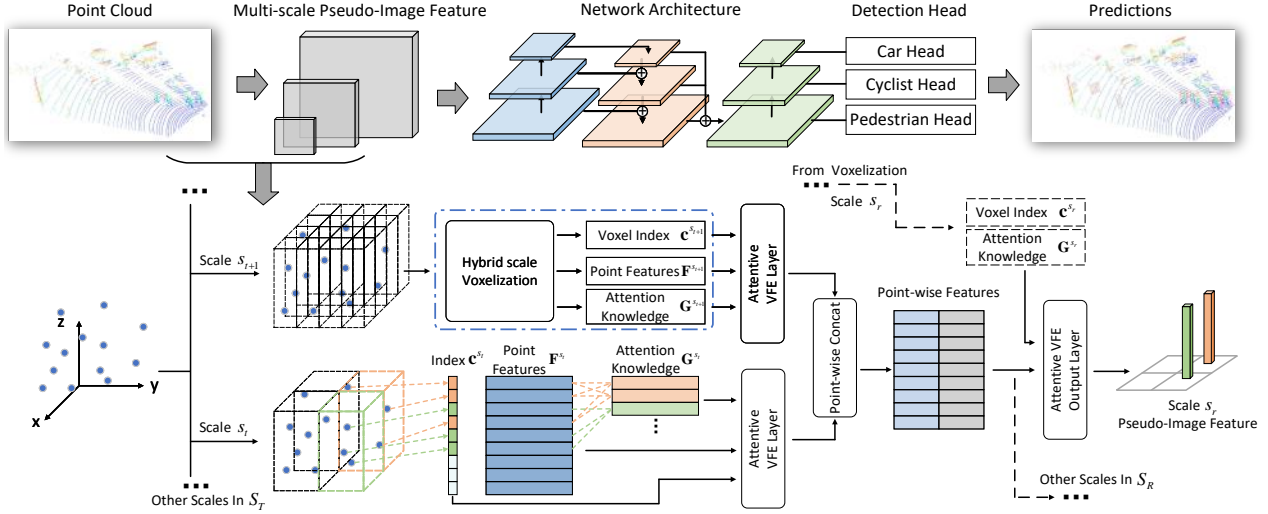 Point Cloud
Multi-scale Pseudo-Image Feature
Network Architecture
Detection Head
Predictions
Car Head
Cyclist Head
Pedestrian Head
From Voxelization
Scale s_r
Voxel Index c^{s_r}
Attention
Knowledge G^{s_r}
Scale s_{t+1}
Hybrid scale
Voxelization
Voxel Index c^{s_{t+1}}
Point Features F^{s_{t+1}}
Attention
Knowledge G^{s_{t+1}}
Attentive
VFE Layer
Point-wise Concat
Point-wise Features
Attentive VFE
Output Layer
Scale s_r
Pseudo-Image Feature
z
y
x
Index c^{s_t}
Point
Features F^{s_t}
Attention
Knowledge G^{s_t}
Scale s_t
Attentive
VFE Layer
Other Scales In S_T
Other Scales In S_R